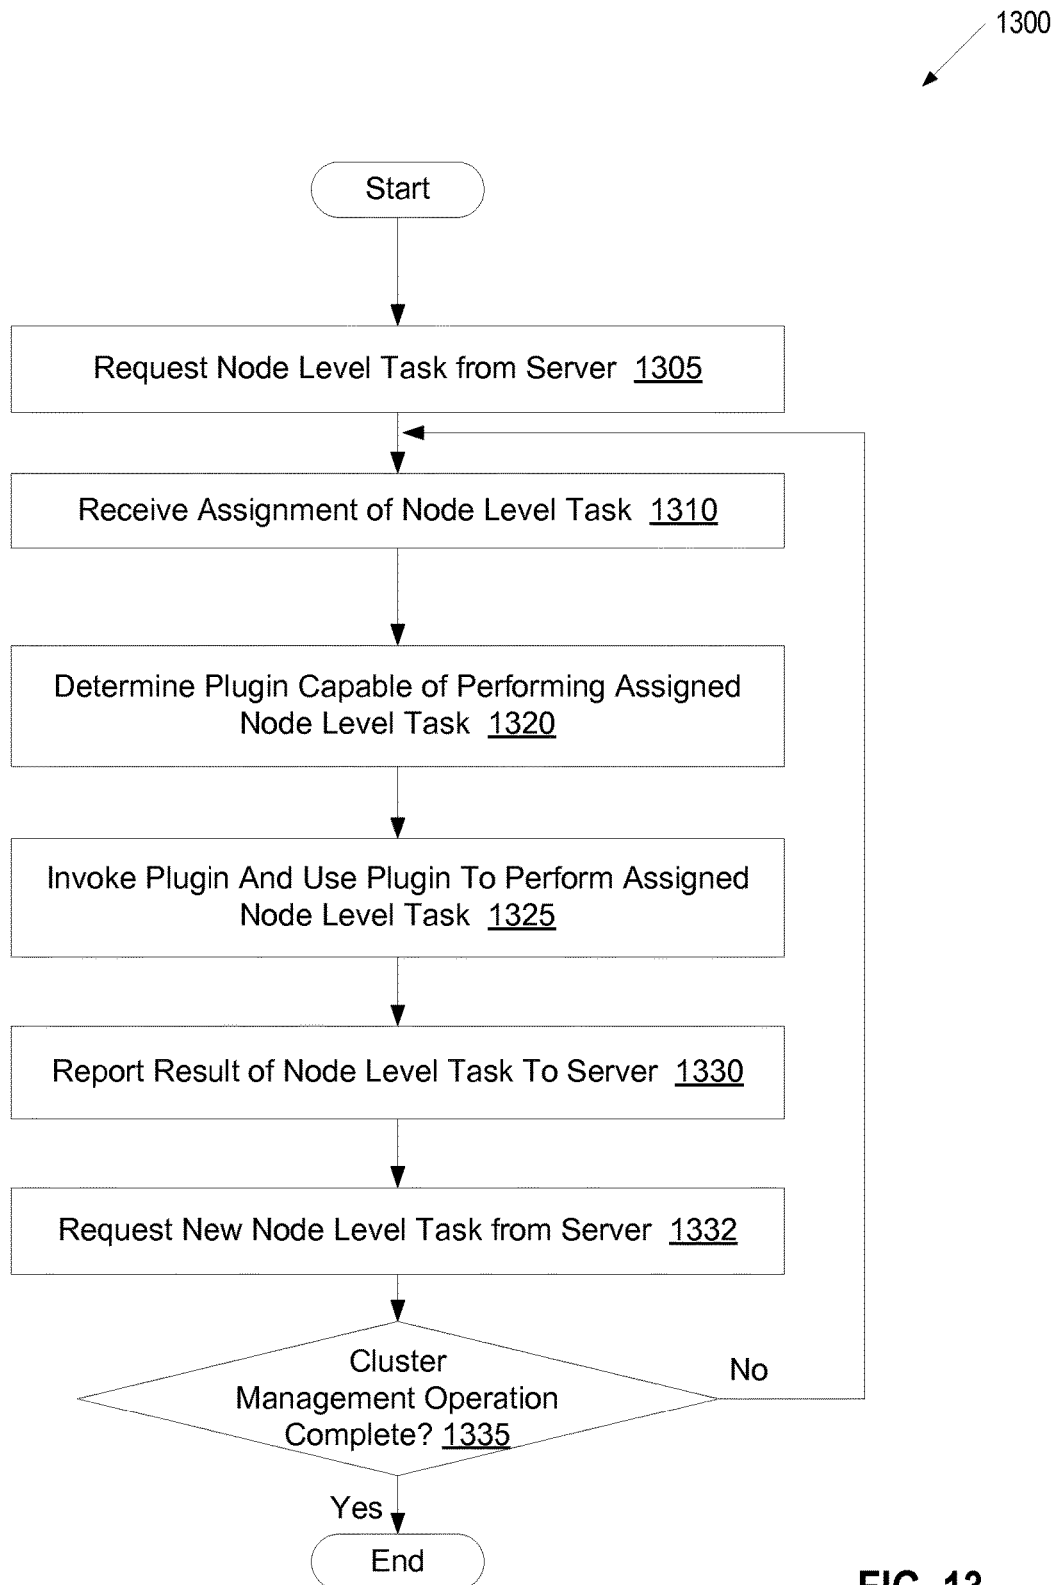 1300
Start
Request Node Level Task from Server 1305
Receive Assignment of Node Level Task 1310
Determine Plugin Capable of Performing Assigned
Node Level Task 1320
Invoke Plugin And Use Plugin To Perform Assigned
Node Level Task 1325
Report Result of Node Level Task To Server 1330
Request New Node Level Task from Server 1332
Cluster
Management Operation
Complete? 1335
No
Yes
End
FIG. 13